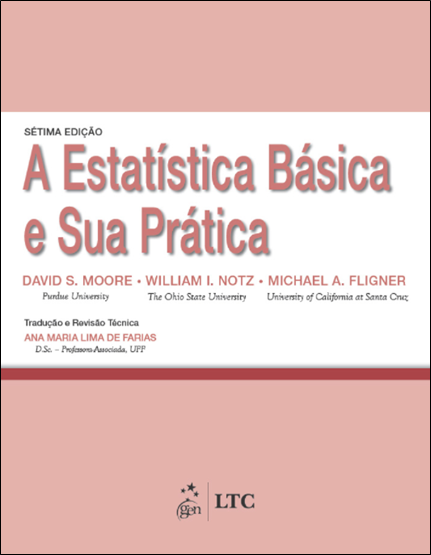 SÉTIMA EDIÇÃO
A Estatística Básica
e Sua Prática
DAVID S. MOORE • WILLIAM I. NOTZ • MICHAEL A. FLIGNER
Purdue University The Ohio State University University of California at Santa Cruz
Tradução e Revisão Técnica
ANA MARIA LIMA DE FARIAS
D.Sc. – Professora-Associada, UFF
gen LTC